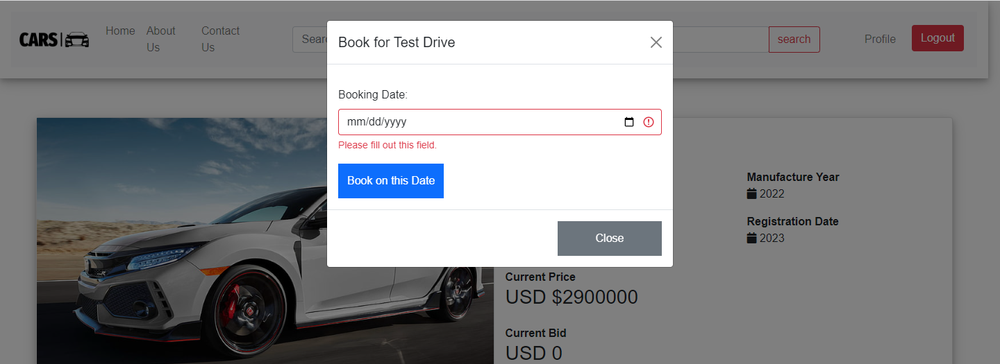 CARS
Home
About
Us
Contact
Us
Sear
search
Profile
Logout
Book for Test Drive
Booking Date:
mm/dd/yyyy
Please fill out this field.
Book on this Date
Close
Manufacture Year
2022
Registration Date
2023
Current Price
USD $2900000
Current Bid
USD 0